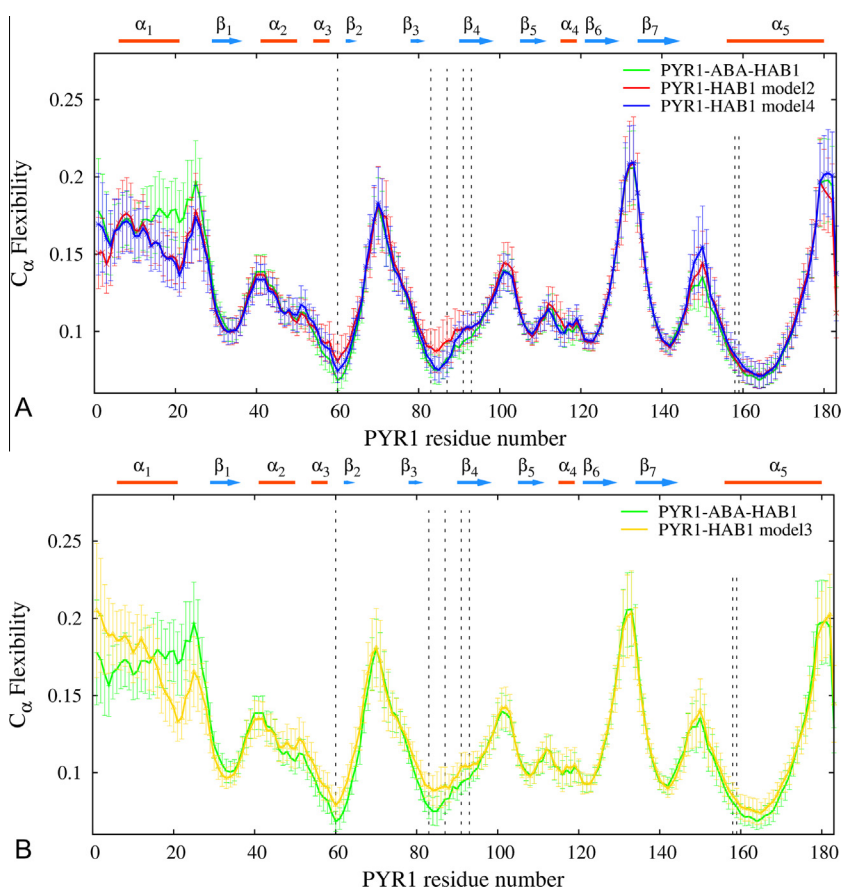 α1 β1 α2 α3 β2 β3 β4 β5 α4 β6 β7 α5
PYR1-ABA-HAB1
PYR1-HAB1 model2
PYR1-HAB1 model4
0.25
0.2
0.15
0.1
Cα Flexibility
0 20 40 60 80 100 120 140 160 180
PYR1 residue number
A
α1 β1 α2 α3 β2 β3 β4 β5 α4 β6 β7 α5
PYR1-ABA-HAB1
PYR1-HAB1 model3
0.25
0.2
0.15
0.1
Cα Flexibility
0 20 40 60 80 100 120 140 160 180
PYR1 residue number
B